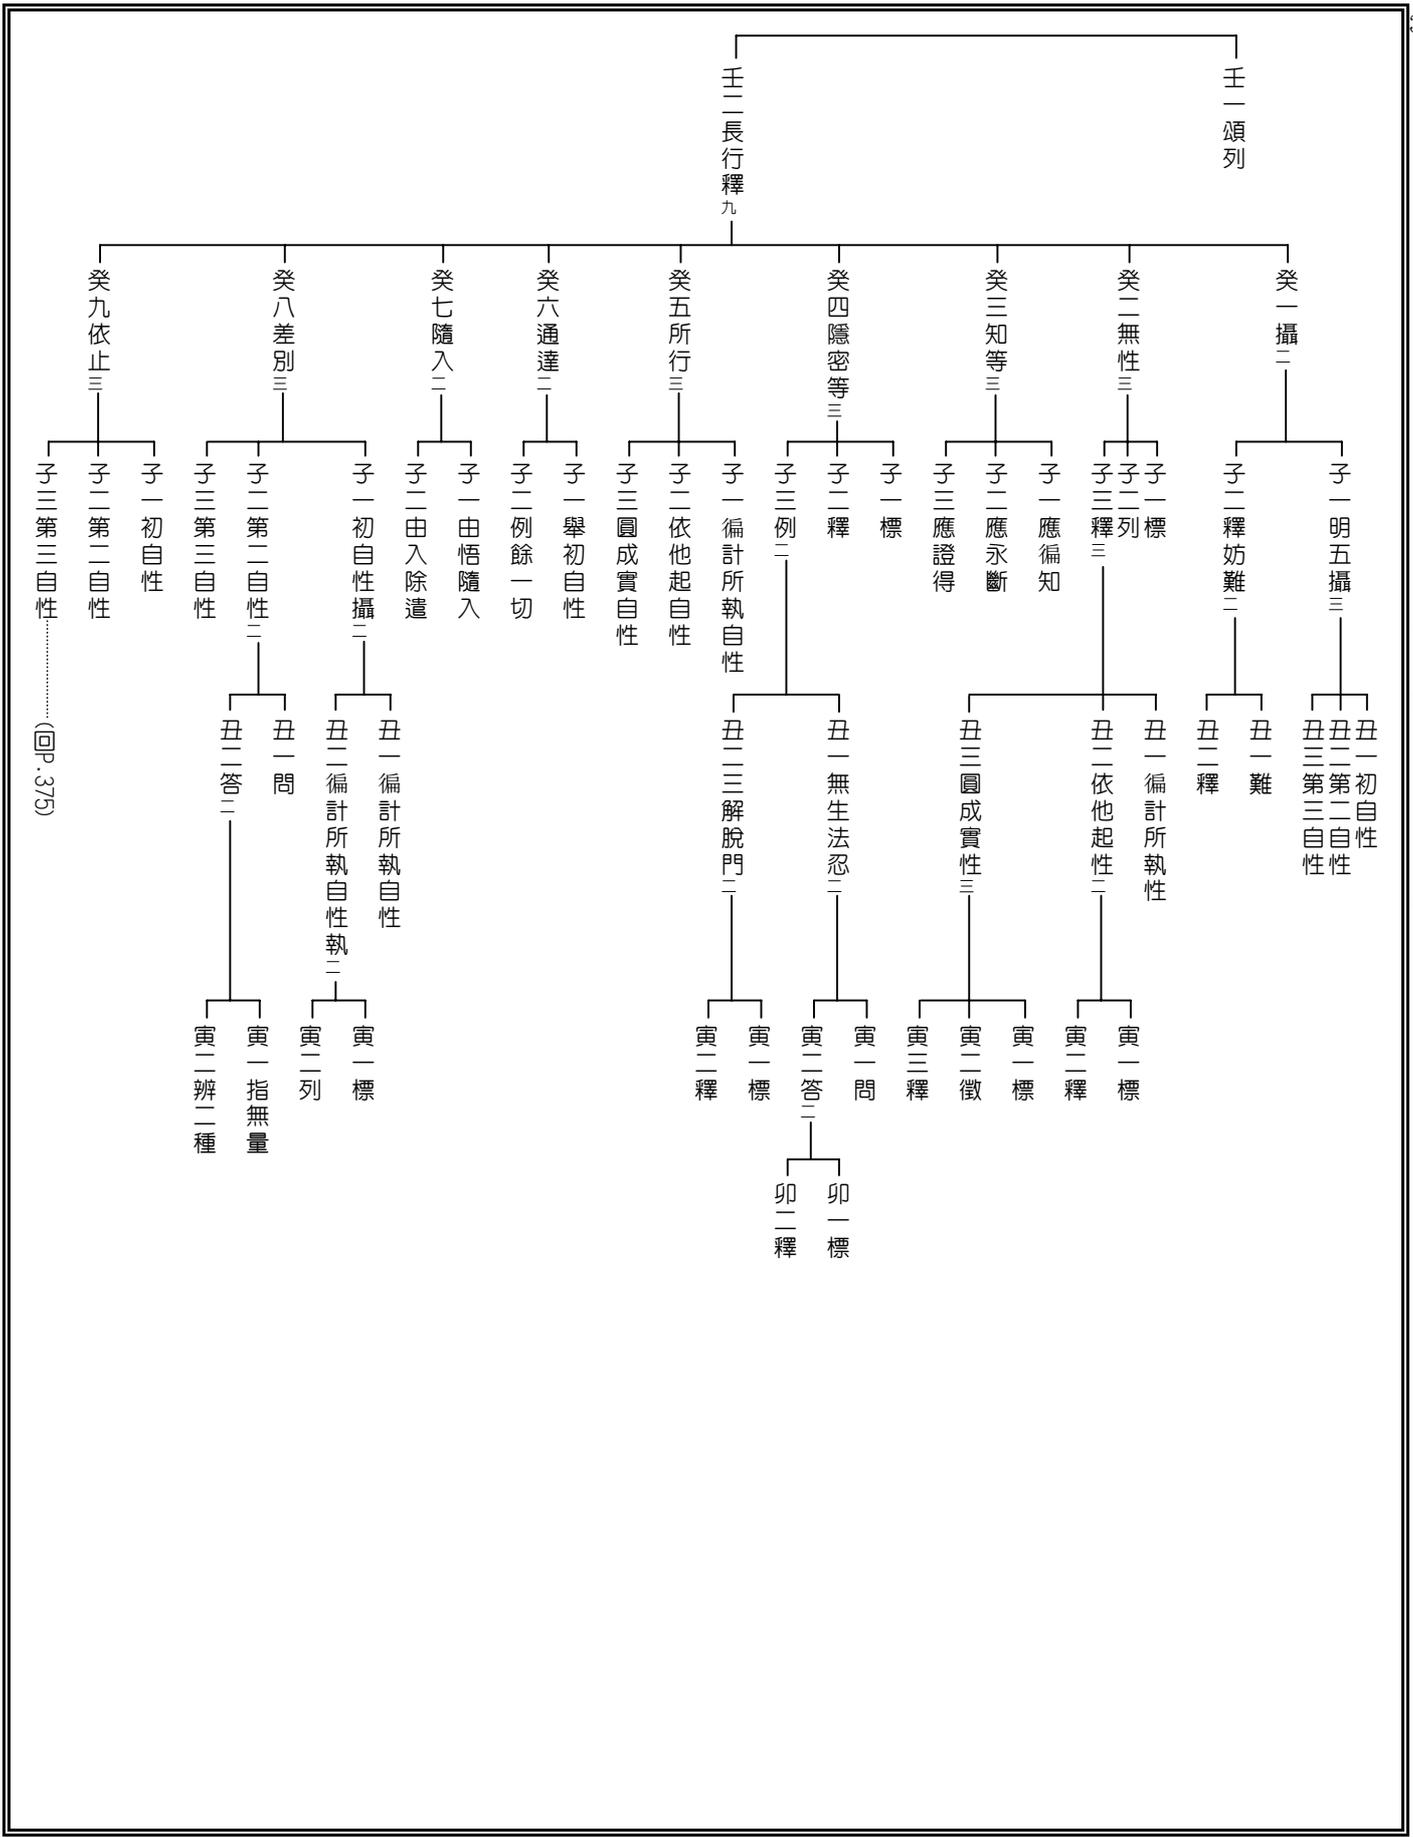 壬一頌列
壬二長行釋九
癸一攝二
癸二無性三
癸三知等三
癸四隱密等三
癸五所行三
癸六通達二
癸七隨入二
癸八差別三
癸九依止三
子一明五攝三
子二釋妨難二
子一標
子二列
子三釋三
子一應徧知
子二應永斷
子三應證得
子一標
子二釋
子三例二
子一徧計所執自性
子二依他起自性
子三圓成實自性
子一舉初自性
子二例餘一切
子一由悟隨入
子二由入除遣
子一初自性攝二
子二第二自性二
子三第三自性
子一初自性
子二第二自性
子三第三自性…………(回P.375)
丑一初自性
丑二第二自性
丑三第三自性
丑一難
丑二釋
丑一徧計所執性
丑二依他起性二
丑三圓成實性三
丑一無生法忍二
丑二三解脫門二
丑一徧計所執自性
丑二徧計所執自性執二
丑一問
丑二答二
寅一標
寅二釋
寅一標
寅二徵
寅三釋
寅一問
寅二答二
寅一標
寅二釋
寅一標
寅二列
寅一指無量
寅二辨二種
卯一標
卯二釋